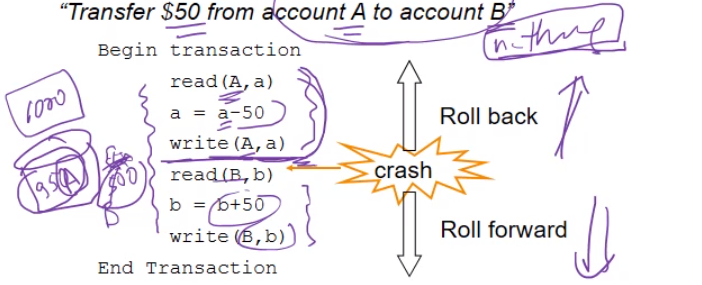 "Transfer $50 from account A to account B"
Begin transaction
read(A,a)
a = a-50
write(A,a)
read(B,b)
b = b+50
write(B,b)
End Transaction
Roll back
crash
Roll forward
1000
950
A
B